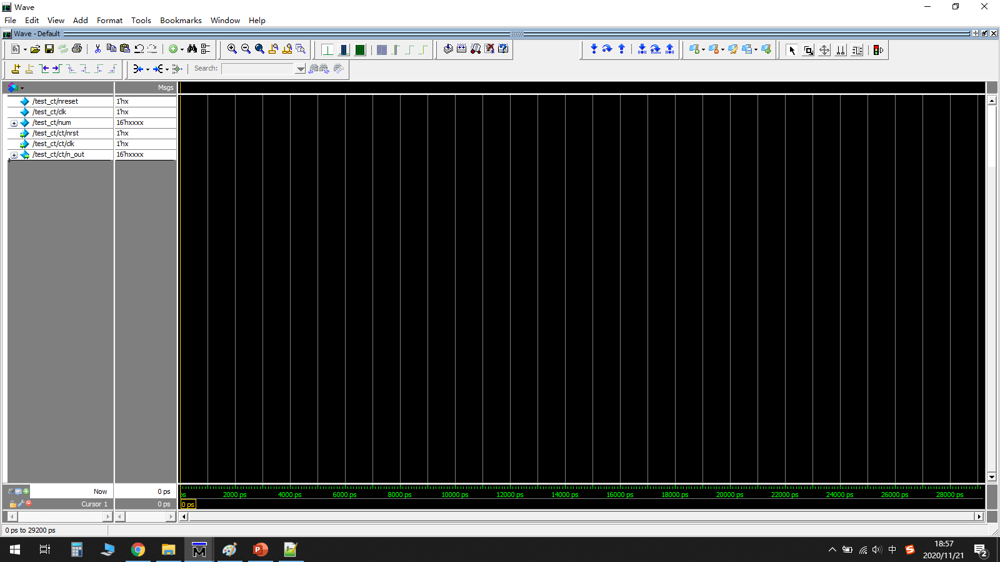 Wave
File Edit View Add Format Tools Bookmarks Window Help
Wave - Default
Search:
Msgs
/test_ct/nreset 1'hx
/test_ct/clk 1'hx
/test_ct/num 16'hxxxx
/test_ct/ct/nrst 1'hx
/test_ct/ct/clk 1'hx
/test_ct/ct/n_out 16'hxxxx
Now 0 ps
ps 2000 ps 4000 ps 6000 ps 8000 ps 10000 ps 12000 ps 14000 ps 16000 ps 18000 ps 20000 ps 22000 ps 24000 ps 26000 ps 28000 ps
Cursor 1 0 ps 0 ps
0 ps to 29200 ps
中
18:57
2020/11/21
2